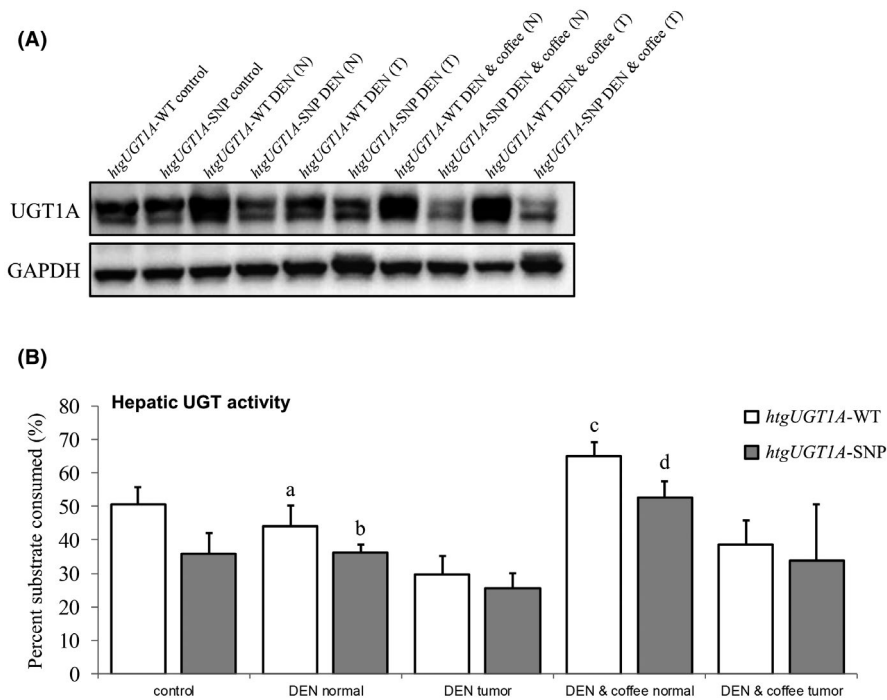 (A)
htgUGT1A-WT control
htgUGT1A-SNP control
htgUGT1A-WT DEN (N)
htgUGT1A-SNP DEN (N)
htgUGT1A-WT DEN (T)
htgUGT1A-SNP DEN (T)
htgUGT1A-WT DEN & coffee (N)
htgUGT1A-SNP DEN & coffee (N)
htgUGT1A-WT DEN & coffee (T)
htgUGT1A-SNP DEN & coffee (T)
UGT1A
GAPDH
(B)
Hepatic UGT activity
Percent substrate consumed (%)
80
70
60
50
40
30
20
10
0
a
b
c
d
htgUGT1A-WT
htgUGT1A-SNP
control
DEN normal
DEN tumor
DEN & coffee normal
DEN & coffee tumor